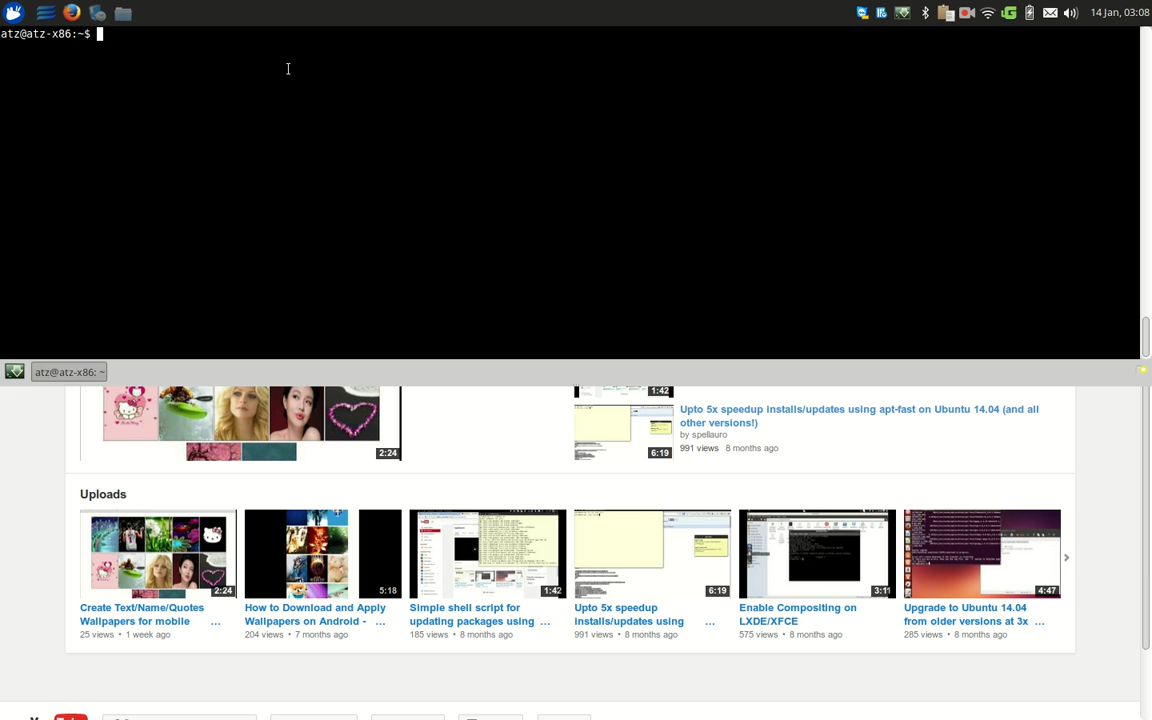 14 Jan, 03:08
atz@atz-x86:~$
atz@atz-x86: ~
1:42
Upto 5x speedup installs/updates using apt-fast on Ubuntu 14.04 (and all
other versions!)
by spellauro
991 views 8 months ago
2:24
6:19
Uploads
2:24
5:18
1:42
6:19
3:11
4:47
Create Text/Name/Quotes
Wallpapers for mobile ...
25 views • 1 week ago
How to Download and Apply
Wallpapers on Android - ...
204 views • 7 months ago
Simple shell script for
updating packages using ...
185 views • 8 months ago
Upto 5x speedup
installs/updates using ...
991 views • 8 months ago
Enable Compositing on
LXDE/XFCE
575 views • 8 months ago
Upgrade to Ubuntu 14.04
from older versions at 3x ...
285 views • 8 months ago